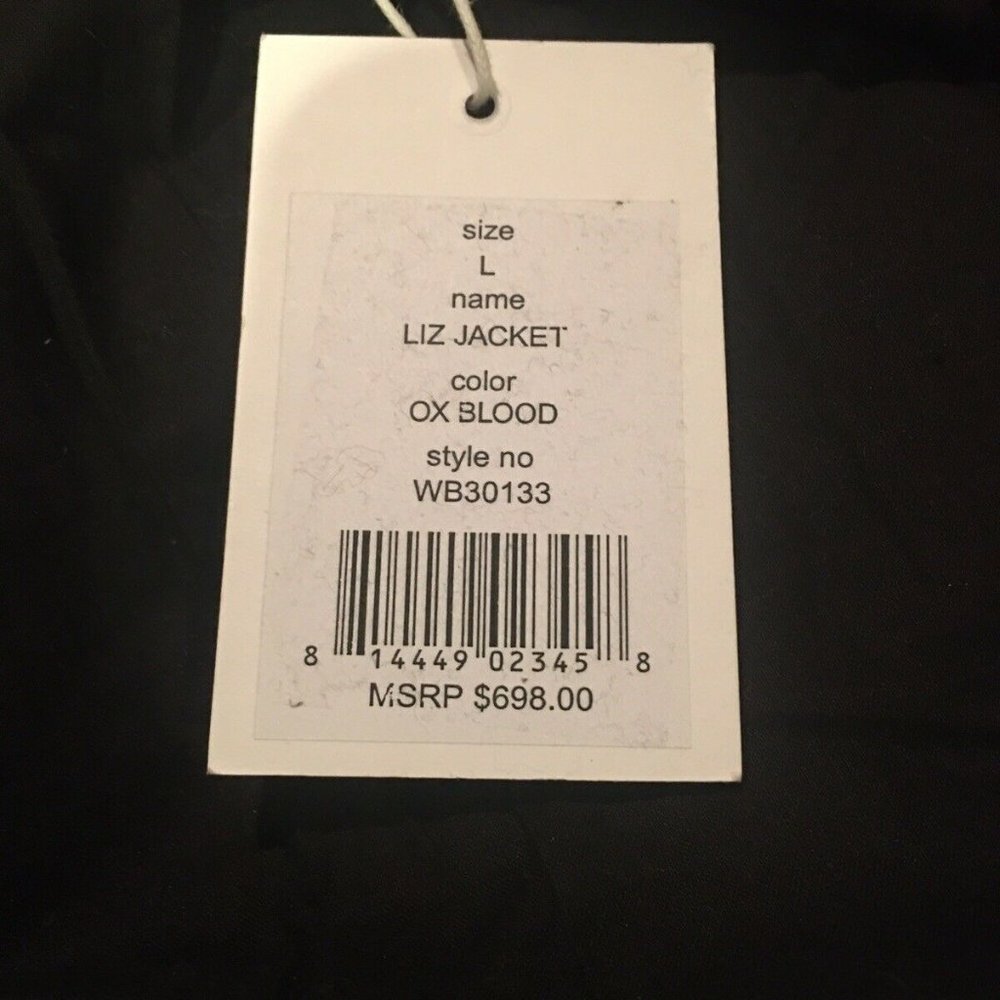 size
L
name
LIZ JACKET
color
OX BLOOD
style no
WB30133
8 14449 02345 8
MSRP $698.00